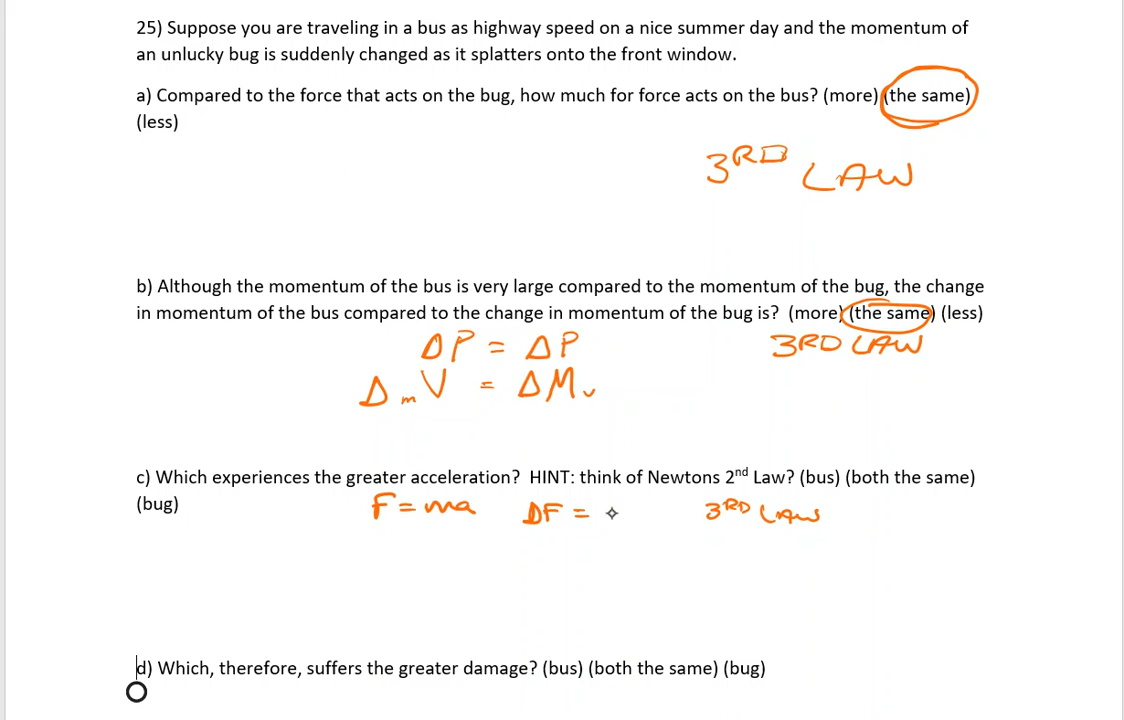 25) Suppose you are traveling in a bus as highway speed on a nice summer day and the momentum of
an unlucky bug is suddenly changed as it splatters onto the front window.
a) Compared to the force that acts on the bug, how much for force acts on the bus? (more) (the same)
(less)
3RD LAW
b) Although the momentum of the bus is very large compared to the momentum of the bug, the change
in momentum of the bus compared to the change in momentum of the bug is? (more) (the same) (less)
ΔP = ΔP 3RD LAW
ΔmV = ΔMv
c) Which experiences the greater acceleration? HINT: think of Newtons 2nd Law? (bus) (both the same)
(bug) F=ma ΔF = 3RD LAW
d) Which, therefore, suffers the greater damage? (bus) (both the same) (bug)